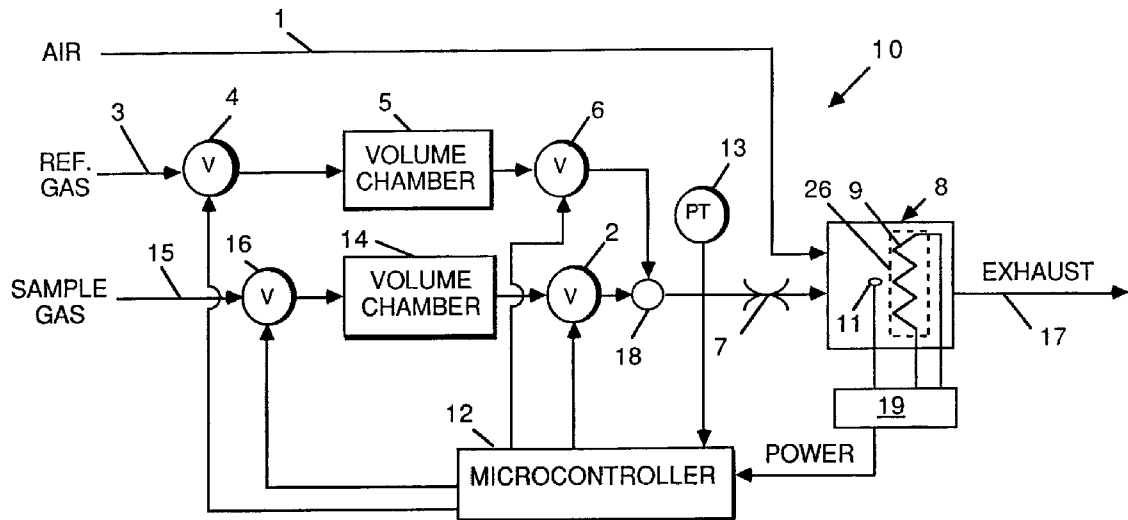 1
AIR
10
3
4
5
6
REF.
GAS
V
VOLUME
CHAMBER
V
13
PT
26
9
8
15
16
14
2
SAMPLE
GAS
V
VOLUME
CHAMBER
V
11
EXHAUST
18
7
17
19
12
MICROCONTROLLER
POWER